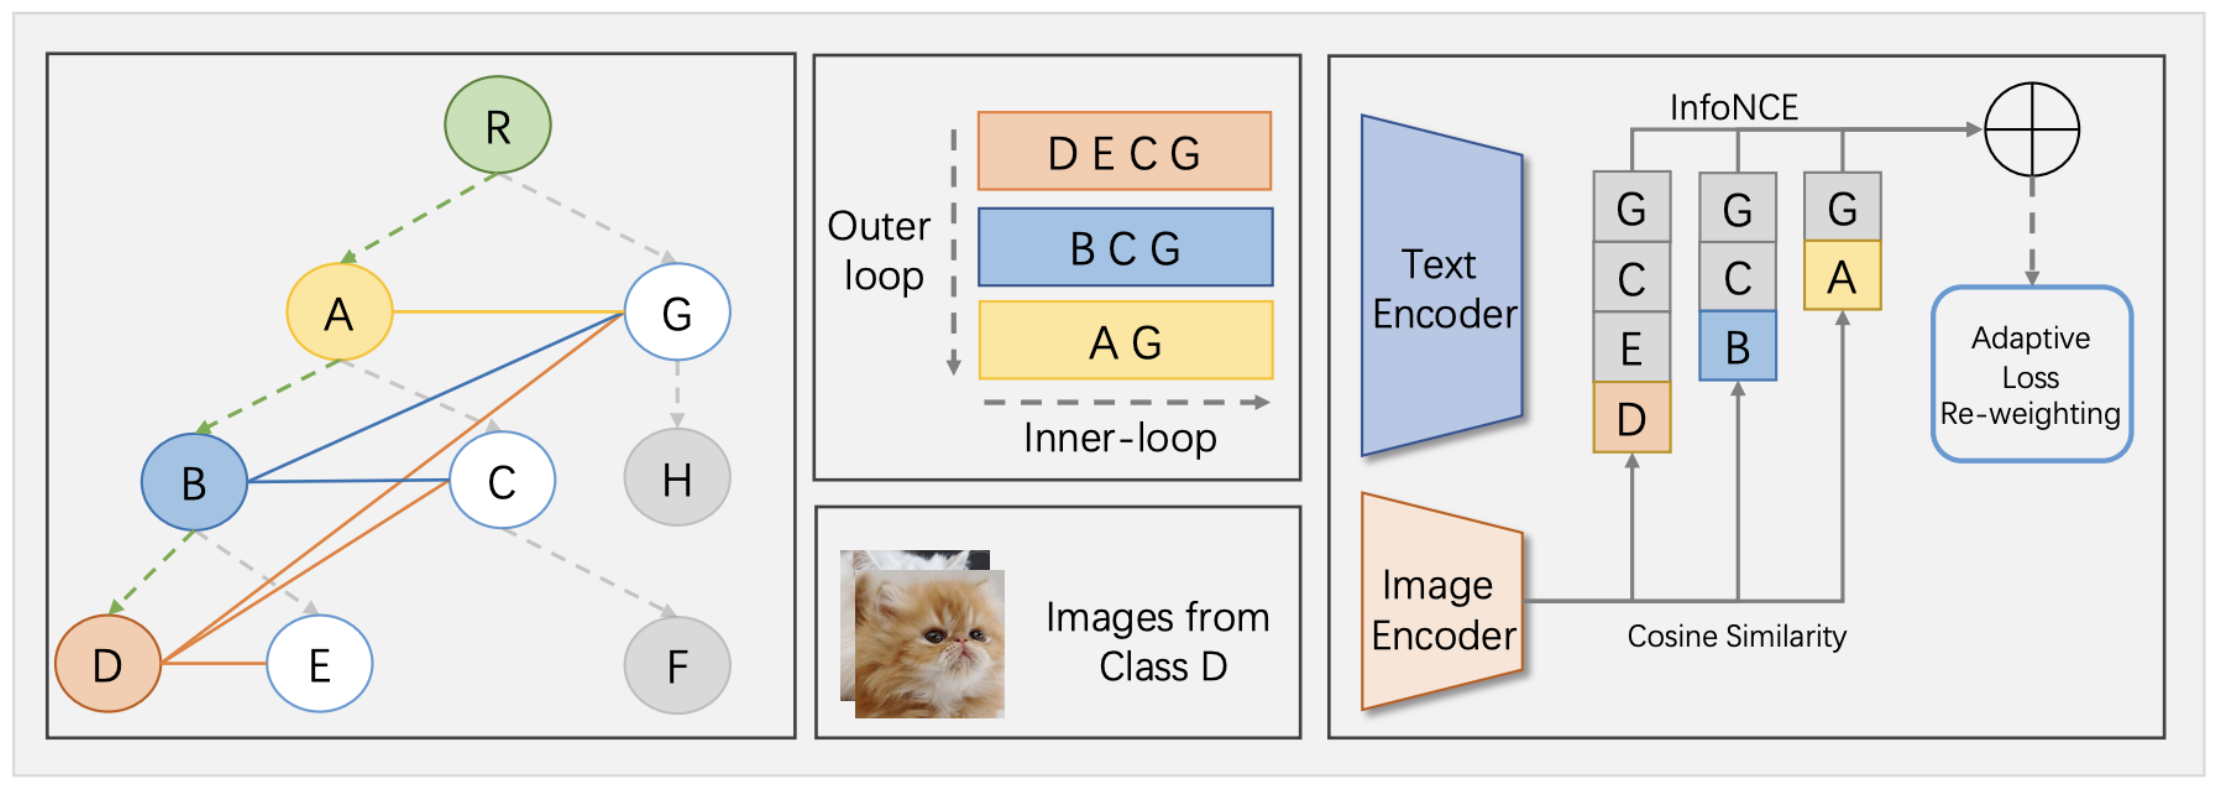 R
A
G
B
C
H
D
E
F
Outer
loop
D E C G
B C G
A G
Inner-loop
Images from
Class D
Text
Encoder
Image
Encoder
InfoNCE
G
C
E
D
G
C
B
G
A
Cosine Similarity
Adaptive
Loss
Re-weighting